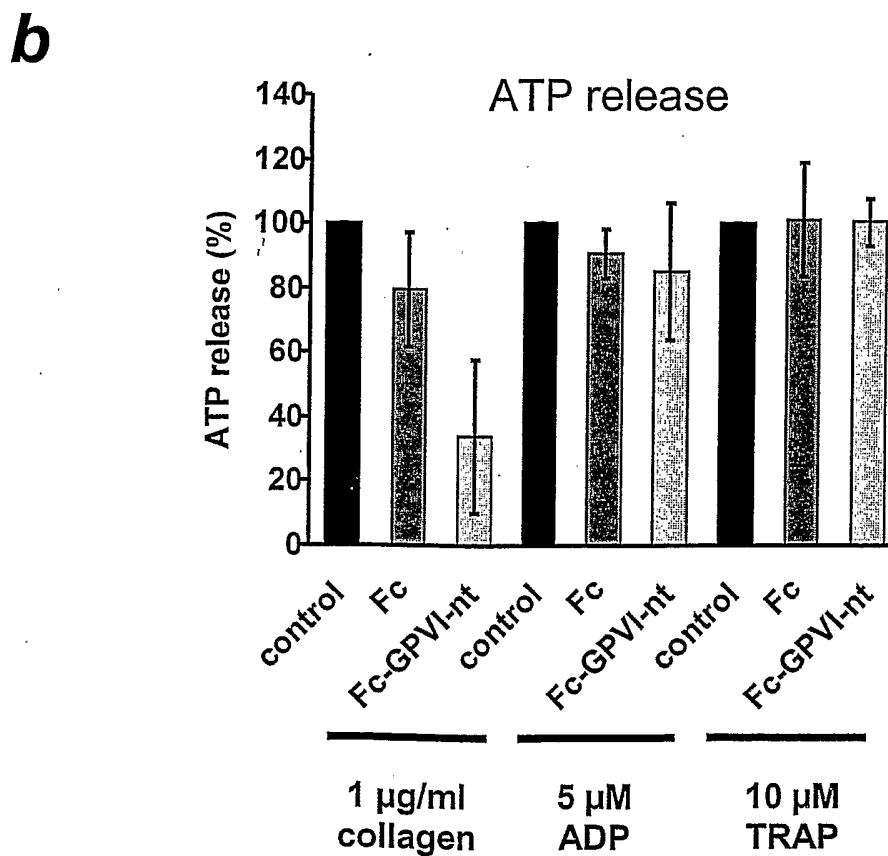 b
ATP release
140
120
100
80
60
40
20
0
ATP release (%)
control
Fc
Fc-GPVI-nt
control
Fc
Fc-GPVI-nt
control
Fc
Fc-GPVI-nt
1 µg/ml
collagen
5 µM
ADP
10 µM
TRAP